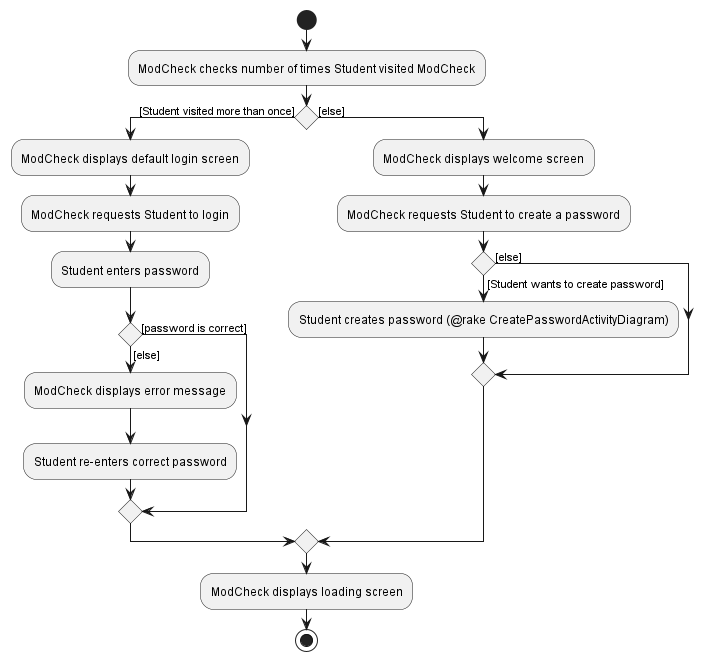 ModCheck checks number of times Student visited ModCheck
[Student visited more than once]
[else]
ModCheck displays default login screen
ModCheck requests Student to login
Student enters password
[password is correct]
[else]
ModCheck displays error message
Student re-enters correct password
ModCheck displays welcome screen
ModCheck requests Student to create a password
[else]
[Student wants to create password]
Student creates password (@rake CreatePasswordActivityDiagram)
ModCheck displays loading screen